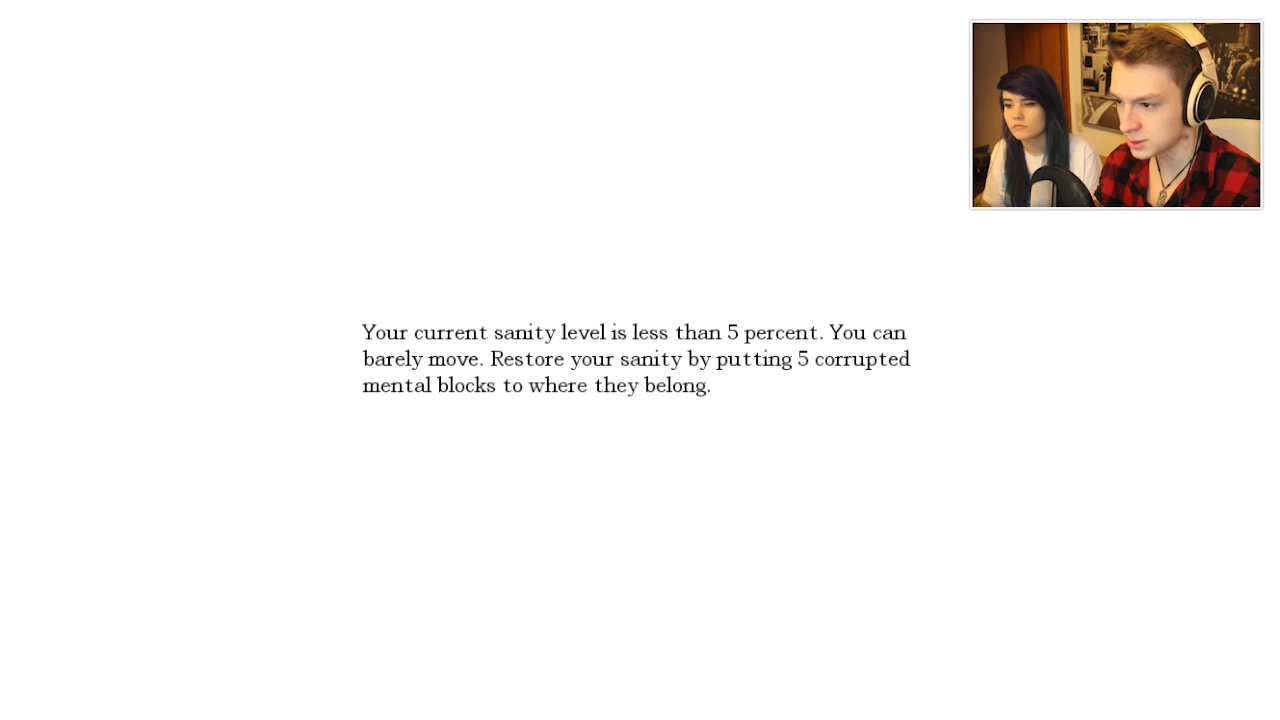 Your current sanity level is less than 5 percent. You can
barely move. Restore your sanity by putting 5 corrupted
mental blocks to where they belong.